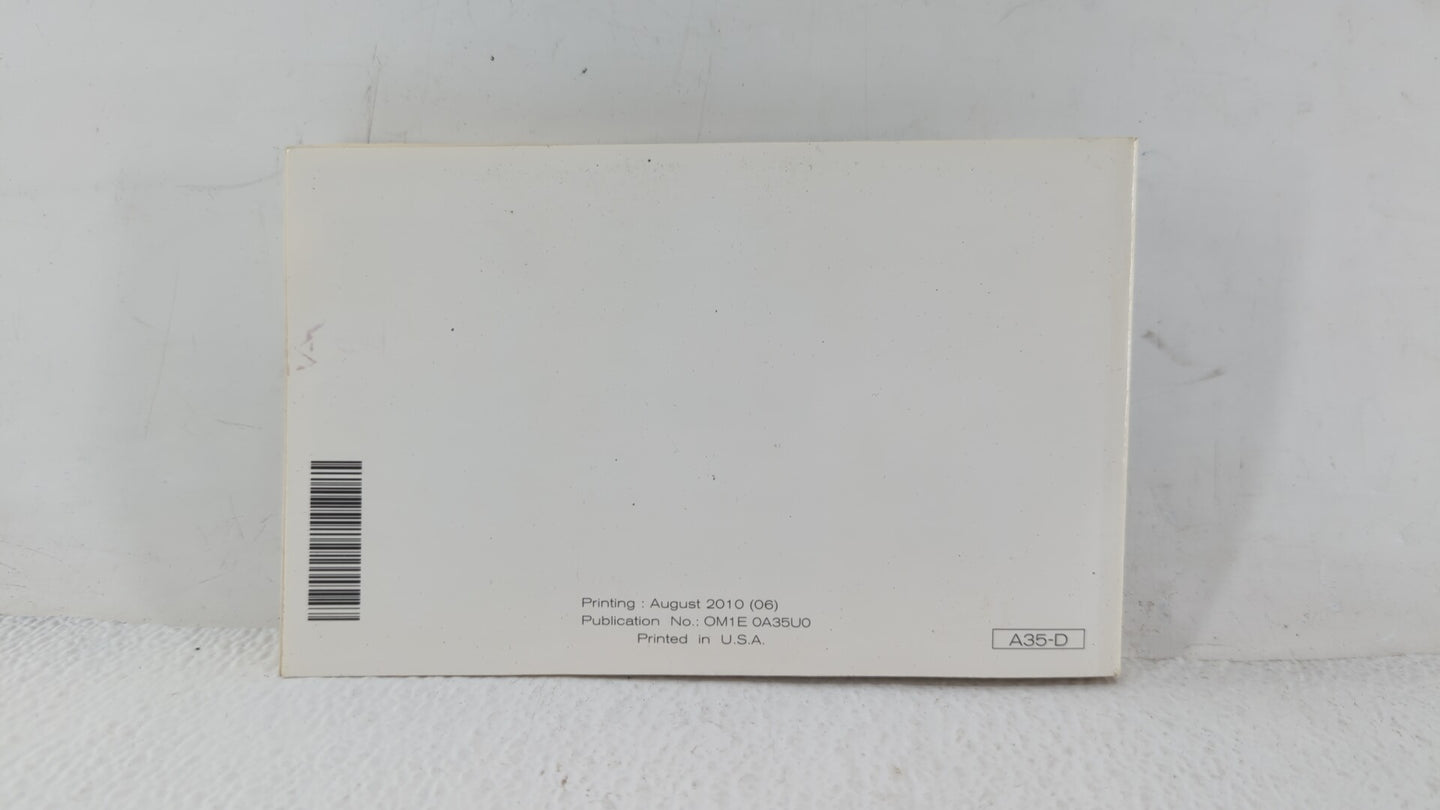 Printing : August 2010 (06)
Publication No.: OM1E 0A35U0
Printed in U.S.A.
A35-D